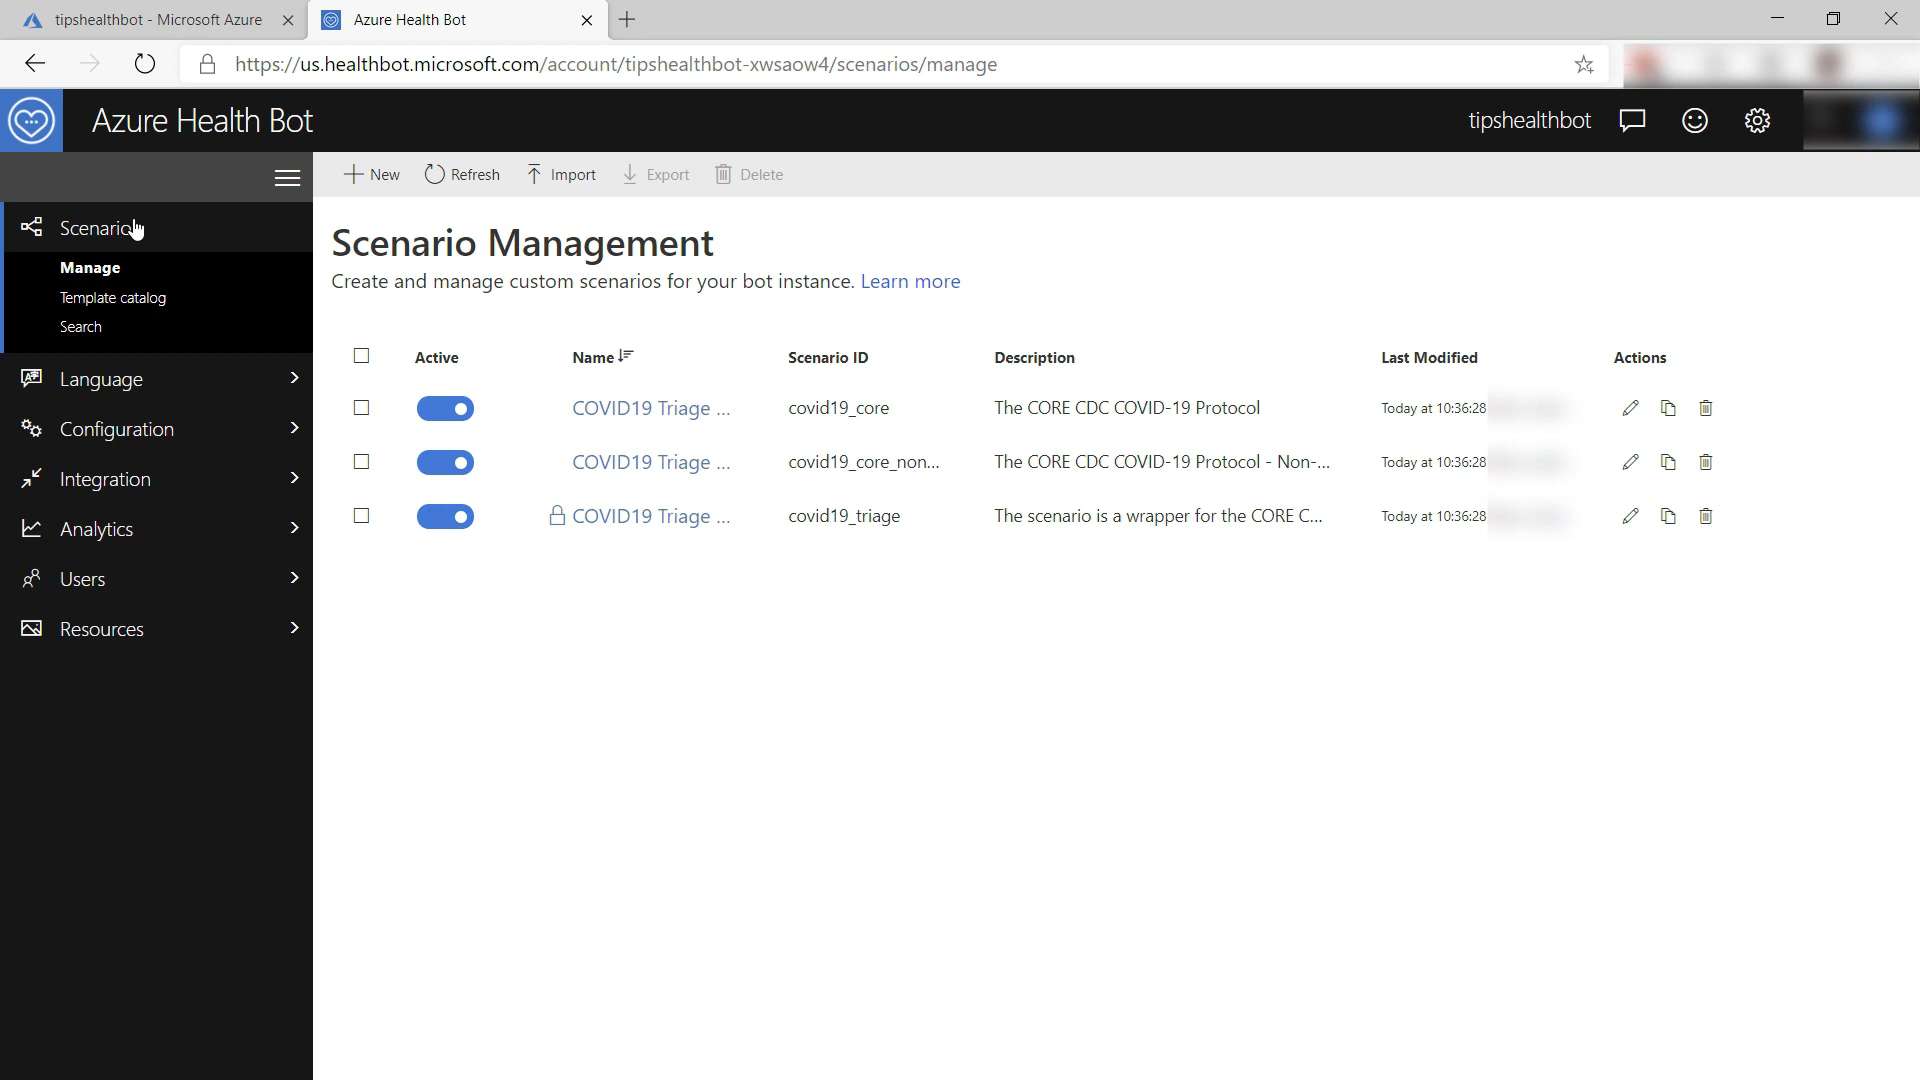 tipshealthbot - Microsoft Azure
Azure Health Bot
https://us.healthbot.microsoft.com/account/tipshealthbot-xwsaow4/scenarios/manage
Azure Health Bot
tipshealthbot
New
Refresh
Import
Export
Delete
Scenario
Manage
Template catalog
Search
Language
Configuration
Integration
Analytics
Users
Resources
Scenario Management
Create and manage custom scenarios for your bot instance. Learn more
Active Name Scenario ID Description Last Modified Actions
COVID19 Triage ... covid19_core The CORE CDC COVID-19 Protocol Today at 10:36:28
COVID19 Triage ... covid19_core_non... The CORE CDC COVID-19 Protocol - Non-... Today at 10:36:28
COVID19 Triage ... covid19_triage The scenario is a wrapper for the CORE C... Today at 10:36:28